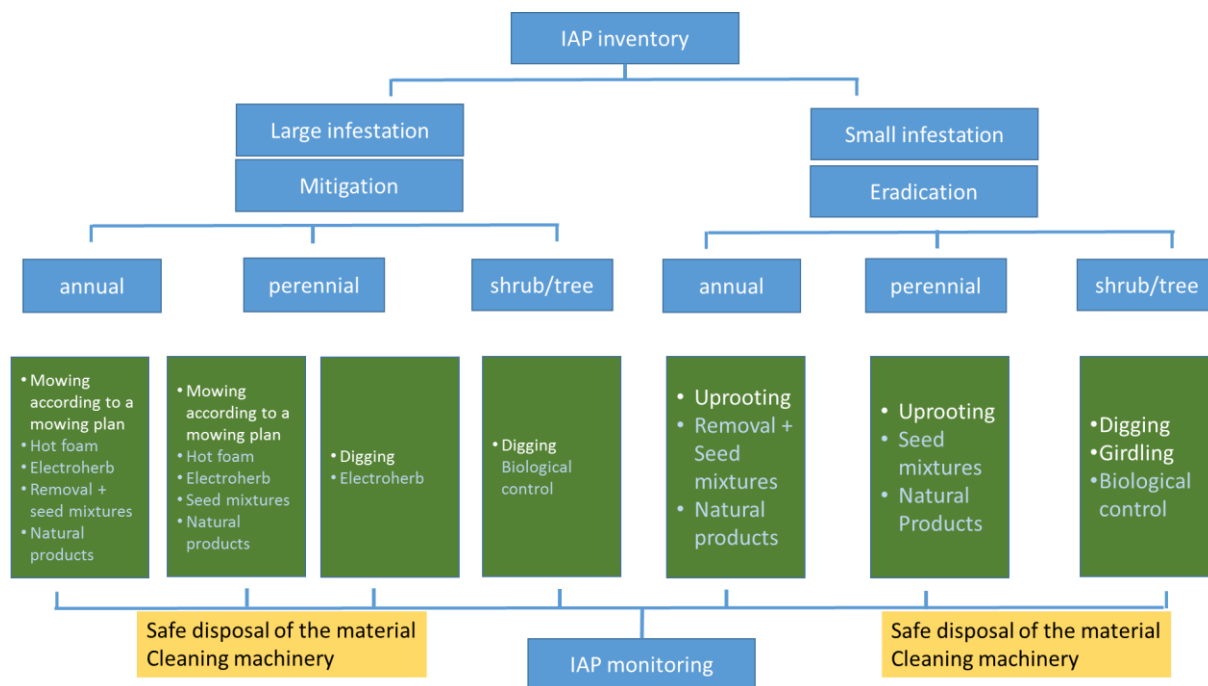 IAP inventory
Large infestation
Mitigation
Small infestation
Eradication
annual
perennial
shrub/tree
annual
perennial
shrub/tree
• Mowing
according to a
mowing plan
• Hot foam
• Electroherb
• Removal +
seed mixtures
• Natural
products
• Mowing
according to a
mowing plan
• Hot foam
• Electroherb
• Seed mixtures
• Natural
products
• Digging
• Electroherb
• Digging
Biological
control
• Uprooting
• Removal +
Seed
mixtures
• Natural
products
• Uprooting
• Seed
mixtures
• Natural
Products
•Digging
•Girdling
•Biological
control
Safe disposal of the material
Cleaning machinery
IAP monitoring
Safe disposal of the material
Cleaning machinery